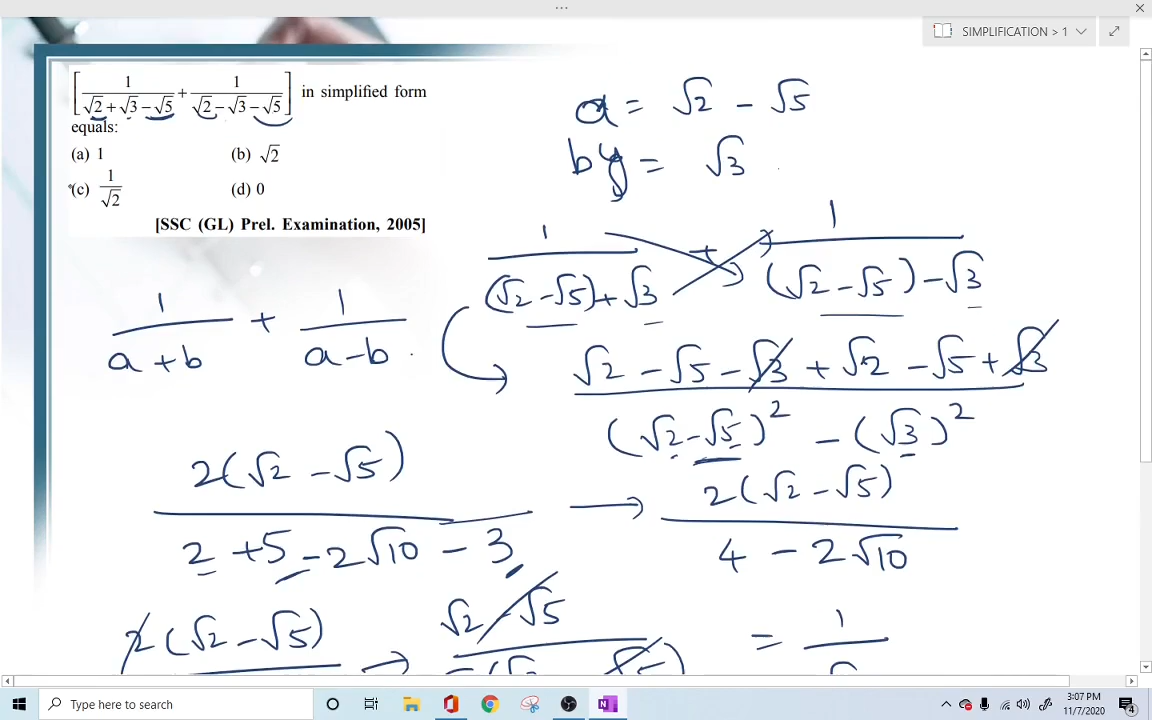 SIMPLIFICATION > 1
[1/(√2 + √3 − √5) + 1/(√2 − √3 − √5)] in simplified form
equals:
(a) 1 (b) √2
(c) 1/√2 (d) 0
[SSC (GL) Prel. Examination, 2005]
a = √2 − √5
by = √3
1/((√2 − √5) + √3) + 1/((√2 − √5) − √3)
1/(a + b) + 1/(a − b)
(√2 − √5 − √3 + √2 − √5 + √3)/((√2 − √5)² − (√3)²)
2(√2 − √5)/(2 + 5 − 2√10 − 3) → 2(√2 − √5)/(4 − 2√10)
2(√2 − √5) → √2 − √5 = 1
Type here to search
3:07 PM
11/7/2020
4